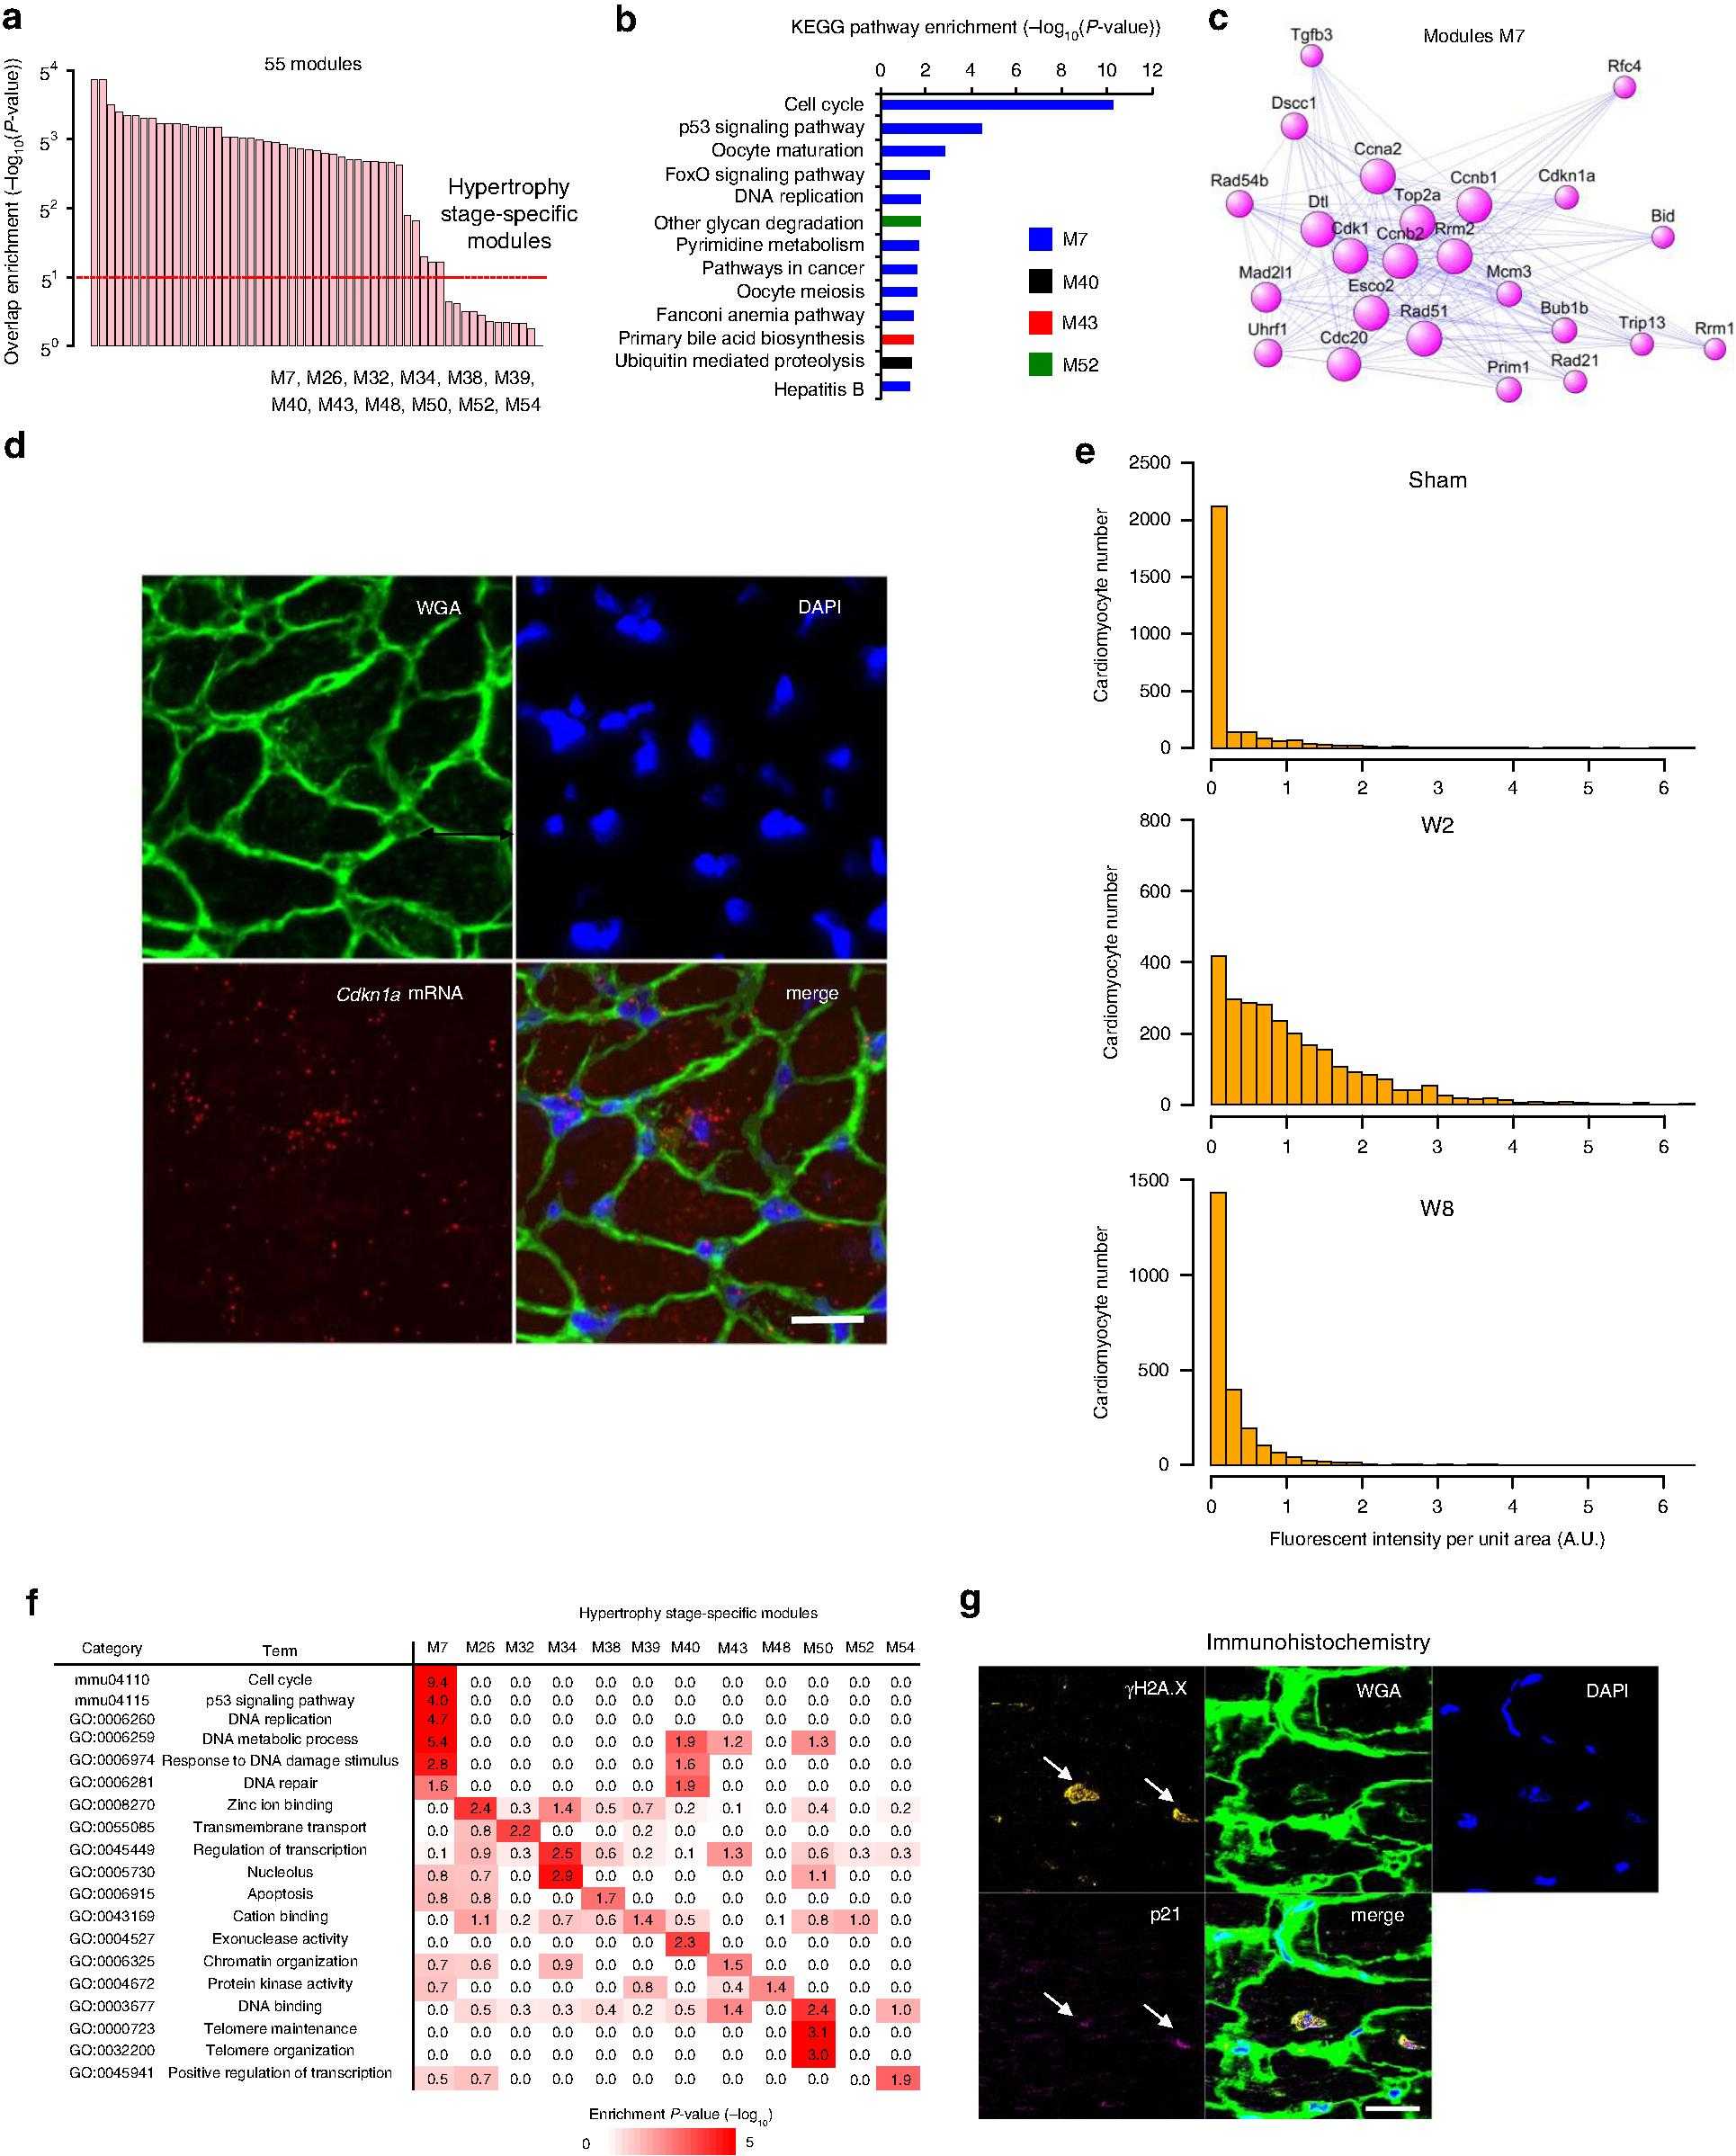 a
55 modules
Overlap enrichment (–log10(P-value))
5^4
5^3
5^2
5^1
5^0
Hypertrophy
stage-specific
modules
M7, M26, M32, M34, M38, M39,
M40, M43, M48, M50, M52, M54
b
KEGG pathway enrichment (–log10(P-value))
0 2 4 6 8 10 12
Cell cycle
p53 signaling pathway
Oocyte maturation
FoxO signaling pathway
DNA replication
Other glycan degradation
Pyrimidine metabolism
Pathways in cancer
Oocyte meiosis
Fanconi anemia pathway
Primary bile acid biosynthesis
Ubiquitin mediated proteolysis
Hepatitis B
M7
M40
M43
M52
c
Modules M7
Tgfb3
Rfc4
Dscc1
Ccna2
Rad54b
Ccnb1
Cdkn1a
Top2a
Dtl
Bid
Cdk1
Ccnb2
Rrm2
Mad2l1
Mcm3
Esco2
Rad51
Bub1b
Uhrf1
Cdc20
Trip13
Rrm1
Prim1
Rad21
d
WGA
DAPI
Cdkn1a mRNA
merge
e
Sham
Cardiomyocyte number
2500
2000
1500
1000
500
0
0 1 2 3 4 5 6
W2
Cardiomyocyte number
800
600
400
200
0
0 1 2 3 4 5 6
W8
Cardiomyocyte number
1500
1000
500
0
0 1 2 3 4 5 6
Fluorescent intensity per unit area (A.U.)
f
Hypertrophy stage-specific modules
Category Term M7 M26 M32 M34 M38 M39 M40 M43 M48 M50 M52 M54
mmu04110 Cell cycle 9.4 0.0 0.0 0.0 0.0 0.0 0.0 0.0 0.0 0.0 0.0 0.0
mmu04115 p53 signaling pathway 4.0 0.0 0.0 0.0 0.0 0.0 0.0 0.0 0.0 0.0 0.0 0.0
GO:0006260 DNA replication 4.7 0.0 0.0 0.0 0.0 0.0 0.0 0.0 0.0 0.0 0.0 0.0
GO:0006259 DNA metabolic process 5.4 0.0 0.0 0.0 0.0 0.0 1.9 1.2 0.0 1.3 0.0 0.0
GO:0006974 Response to DNA damage stimulus 2.8 0.0 0.0 0.0 0.0 0.0 1.6 0.0 0.0 0.0 0.0 0.0
GO:0006281 DNA repair 1.6 0.0 0.0 0.0 0.0 0.0 1.9 0.0 0.0 0.0 0.0 0.0
GO:0008270 Zinc ion binding 0.0 2.4 0.3 1.4 0.5 0.7 0.2 0.1 0.0 0.4 0.0 0.2
GO:0055085 Transmembrane transport 0.0 0.8 2.2 0.0 0.0 0.2 0.0 0.0 0.0 0.0 0.0 0.0
GO:0045449 Regulation of transcription 0.1 0.9 0.3 2.5 0.6 0.2 0.1 1.3 0.0 0.6 0.3 0.3
GO:0005730 Nucleolus 0.8 0.7 0.0 2.9 0.0 0.0 0.0 0.0 0.0 1.1 0.0 0.0
GO:0006915 Apoptosis 0.8 0.8 0.0 0.0 1.7 0.0 0.0 0.0 0.0 0.0 0.0 0.0
GO:0043169 Cation binding 0.0 1.1 0.2 0.7 0.6 1.4 0.5 0.0 0.1 0.8 1.0 0.0
GO:0004527 Exonuclease activity 0.0 0.0 0.0 0.0 0.0 0.0 2.3 0.0 0.0 0.0 0.0 0.0
GO:0006325 Chromatin organization 0.7 0.6 0.0 0.9 0.0 0.0 0.0 1.5 0.0 0.0 0.0 0.0
GO:0004672 Protein kinase activity 0.7 0.0 0.0 0.0 0.0 0.8 0.0 0.4 1.4 0.0 0.0 0.0
GO:0003677 DNA binding 0.0 0.5 0.3 0.3 0.4 0.2 0.5 1.4 0.0 2.4 0.0 1.0
GO:0000723 Telomere maintenance 0.0 0.0 0.0 0.0 0.0 0.0 0.0 0.0 0.0 3.1 0.0 0.0
GO:0032200 Telomere organization 0.0 0.0 0.0 0.0 0.0 0.0 0.0 0.0 0.0 3.0 0.0 0.0
GO:0045941 Positive regulation of transcription 0.5 0.7 0.0 0.0 0.0 0.0 0.0 0.0 0.0 0.0 0.0 1.9
Enrichment P-value (–log10)
0 5
g
Immunohistochemistry
γH2A.X
WGA
DAPI
p21
merge